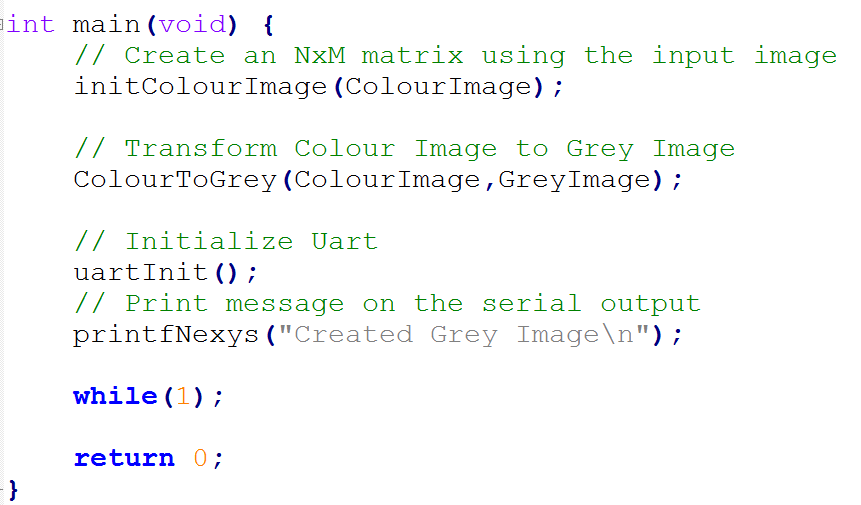 int main(void) {
    // Create an NxM matrix using the input image
    initColourImage(ColourImage);

    // Transform Colour Image to Grey Image
    ColourToGrey(ColourImage,GreyImage);

    // Initialize Uart
    uartInit();
    // Print message on the serial output
    printfNexys("Created Grey Image\n");

    while(1);

    return 0;
}